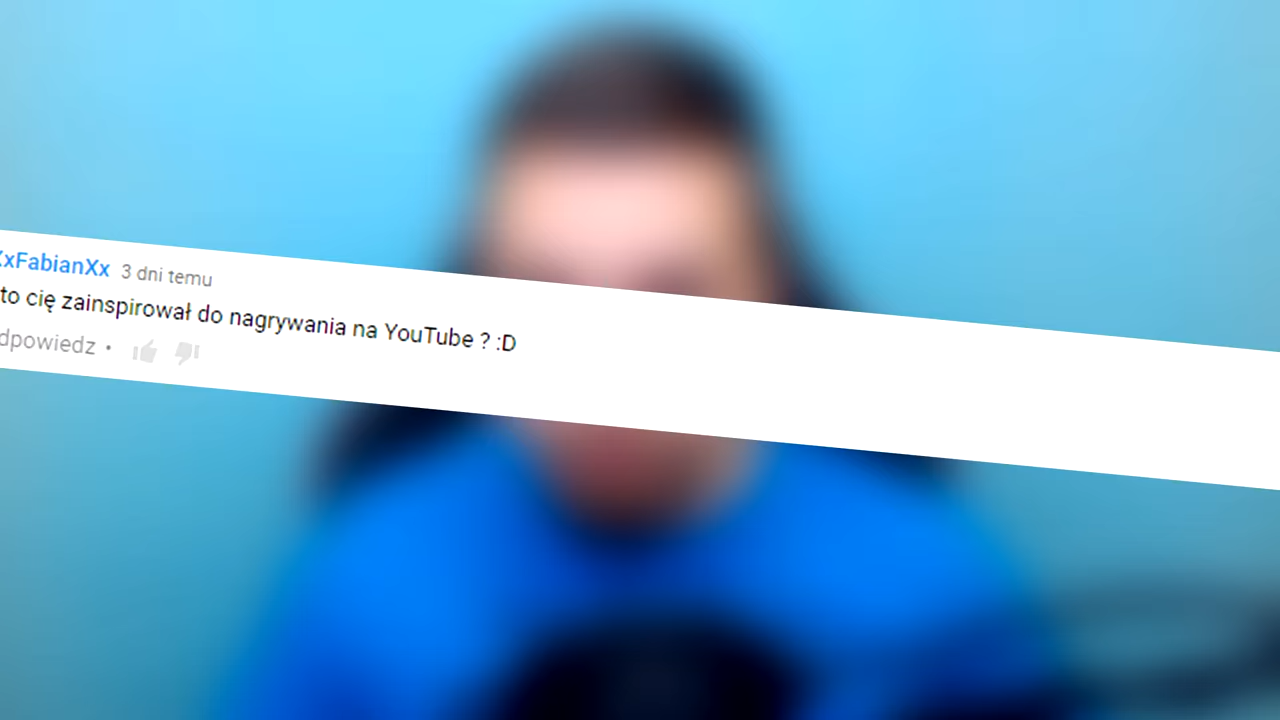 xFabianXx 3 dni temu
to cię zainspirował do nagrywania na YouTube ? :D
dpowiedz •